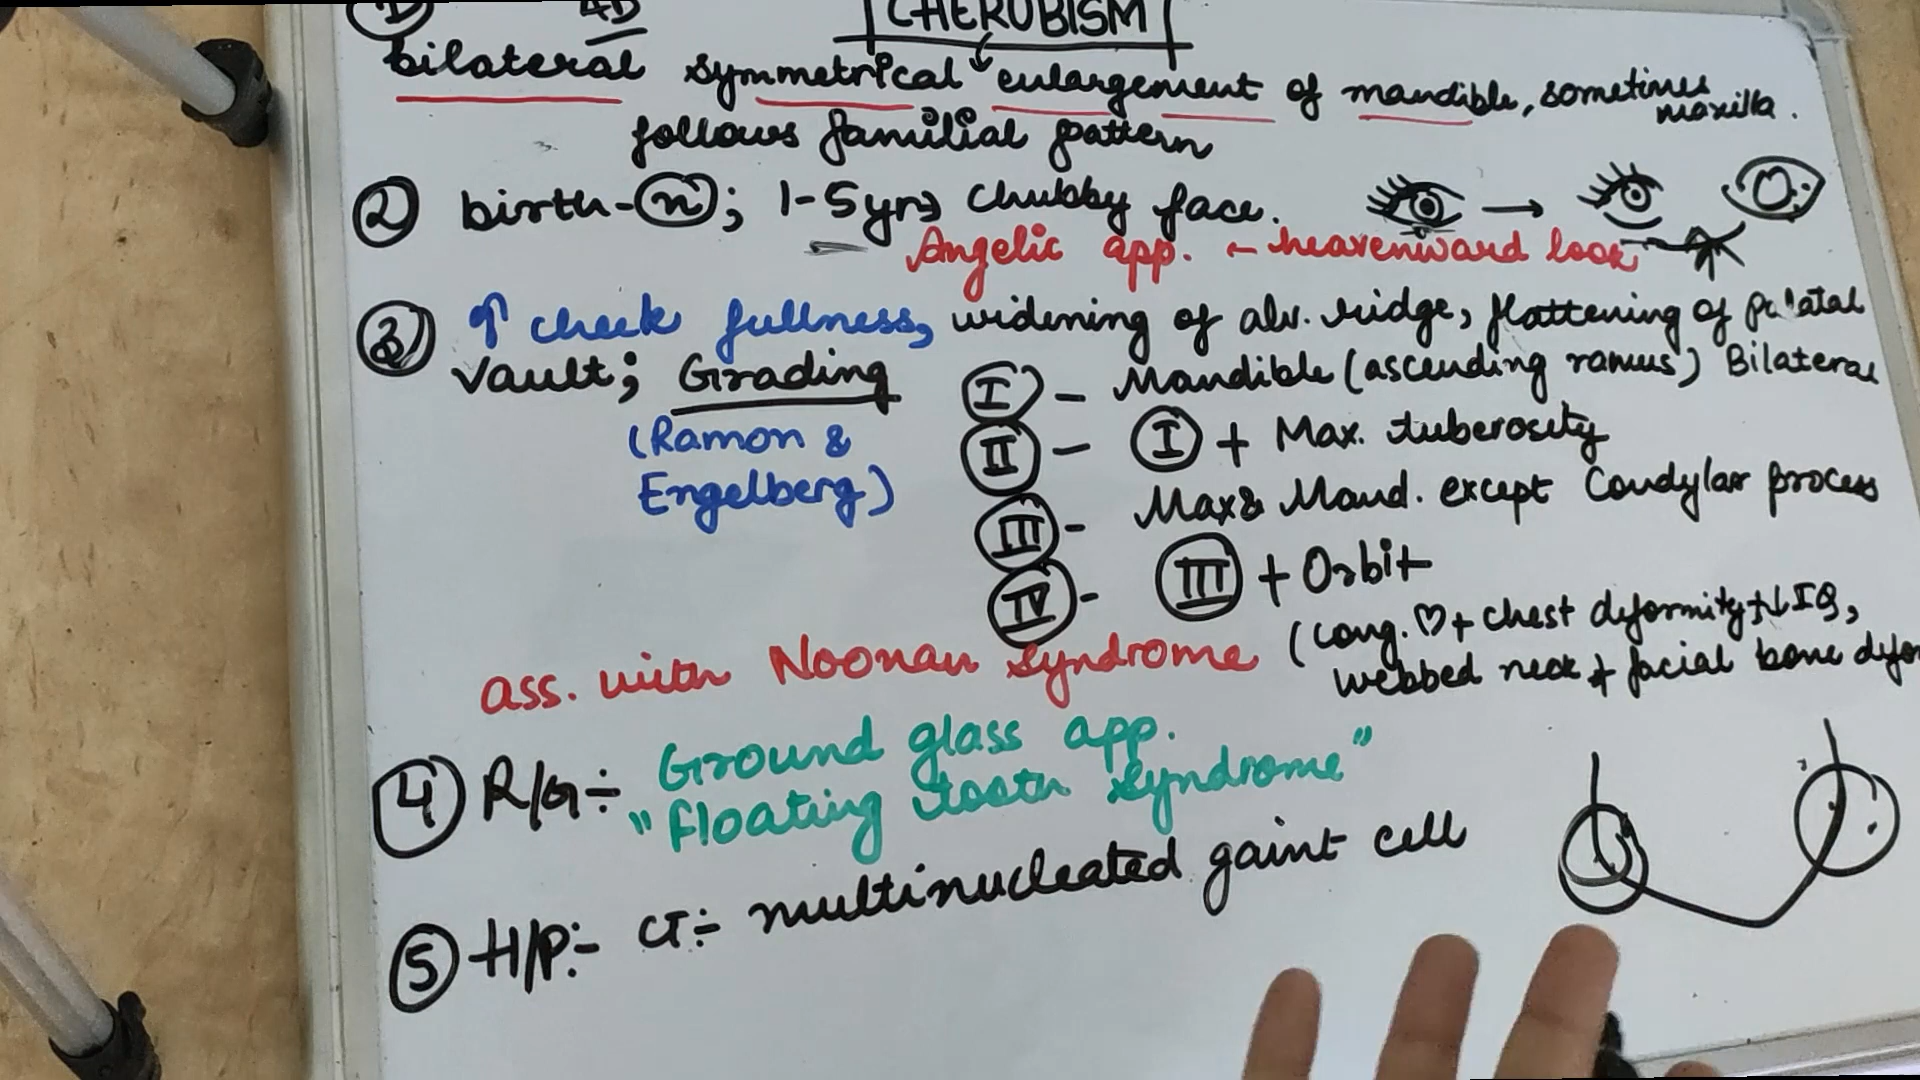 ① AD CHERUBISM
bilateral symmetrical enlargement of mandible, sometimes maxilla.
follows familial pattern
② birth-ⓝ; 1-5yrs chubby face.
Angelic app. ← heavenward look
③ ↑ cheek fullness, widening of alv. ridge, flattening of palatal
vault; Grading
(Ramon &
Engelberg)
Ⓘ - Mandible (ascending ramus) Bilateral
II - Ⓘ + Max. tuberosity
III - Max & Mand. except Condylar process
IV - III + Orbit
ass. with Noonan syndrome (cong. ♡ + chest deformity + ↓IQ,
webbed neck + facial bone defor
④ R/G :- Ground glass app.
"Floating tooth syndrome"
⑤ H/P:- CT :- multinucleated gaint cell